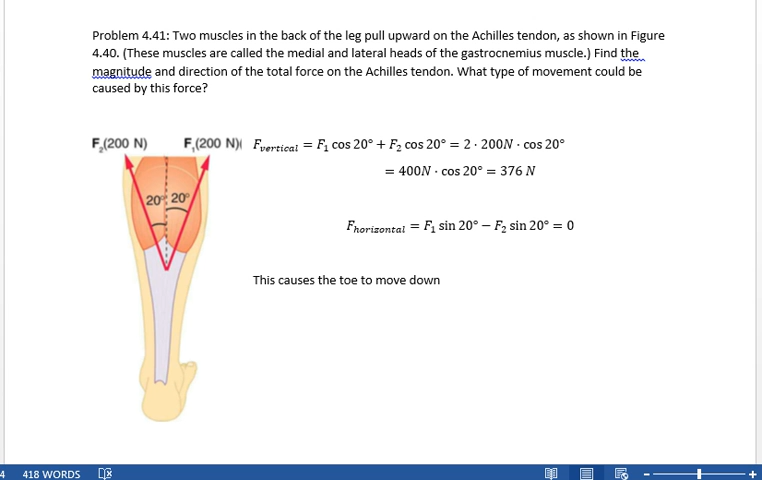 Problem 4.41: Two muscles in the back of the leg pull upward on the Achilles tendon, as shown in Figure
4.40. (These muscles are called the medial and lateral heads of the gastrocnemius muscle.) Find the
magnitude and direction of the total force on the Achilles tendon. What type of movement could be
caused by this force?
F₂(200 N) F₁(200 N)(
F_vertical = F₁ cos 20° + F₂ cos 20° = 2 · 200N · cos 20°
= 400N · cos 20° = 376 N
20° 20°
F_horizontal = F₁ sin 20° − F₂ sin 20° = 0
This causes the toe to move down
4 418 WORDS